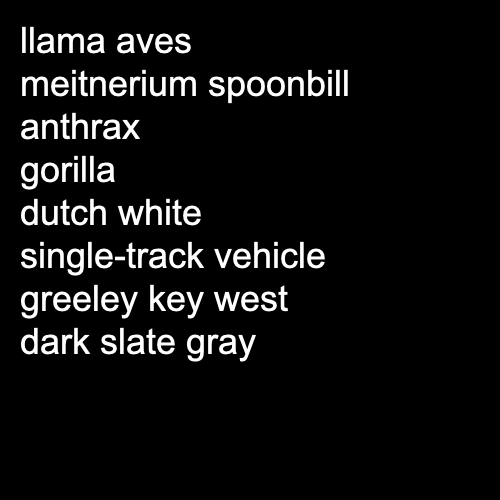 llama aves
meitnerium spoonbill
anthrax
gorilla
dutch white
single-track vehicle
greeley key west
dark slate gray